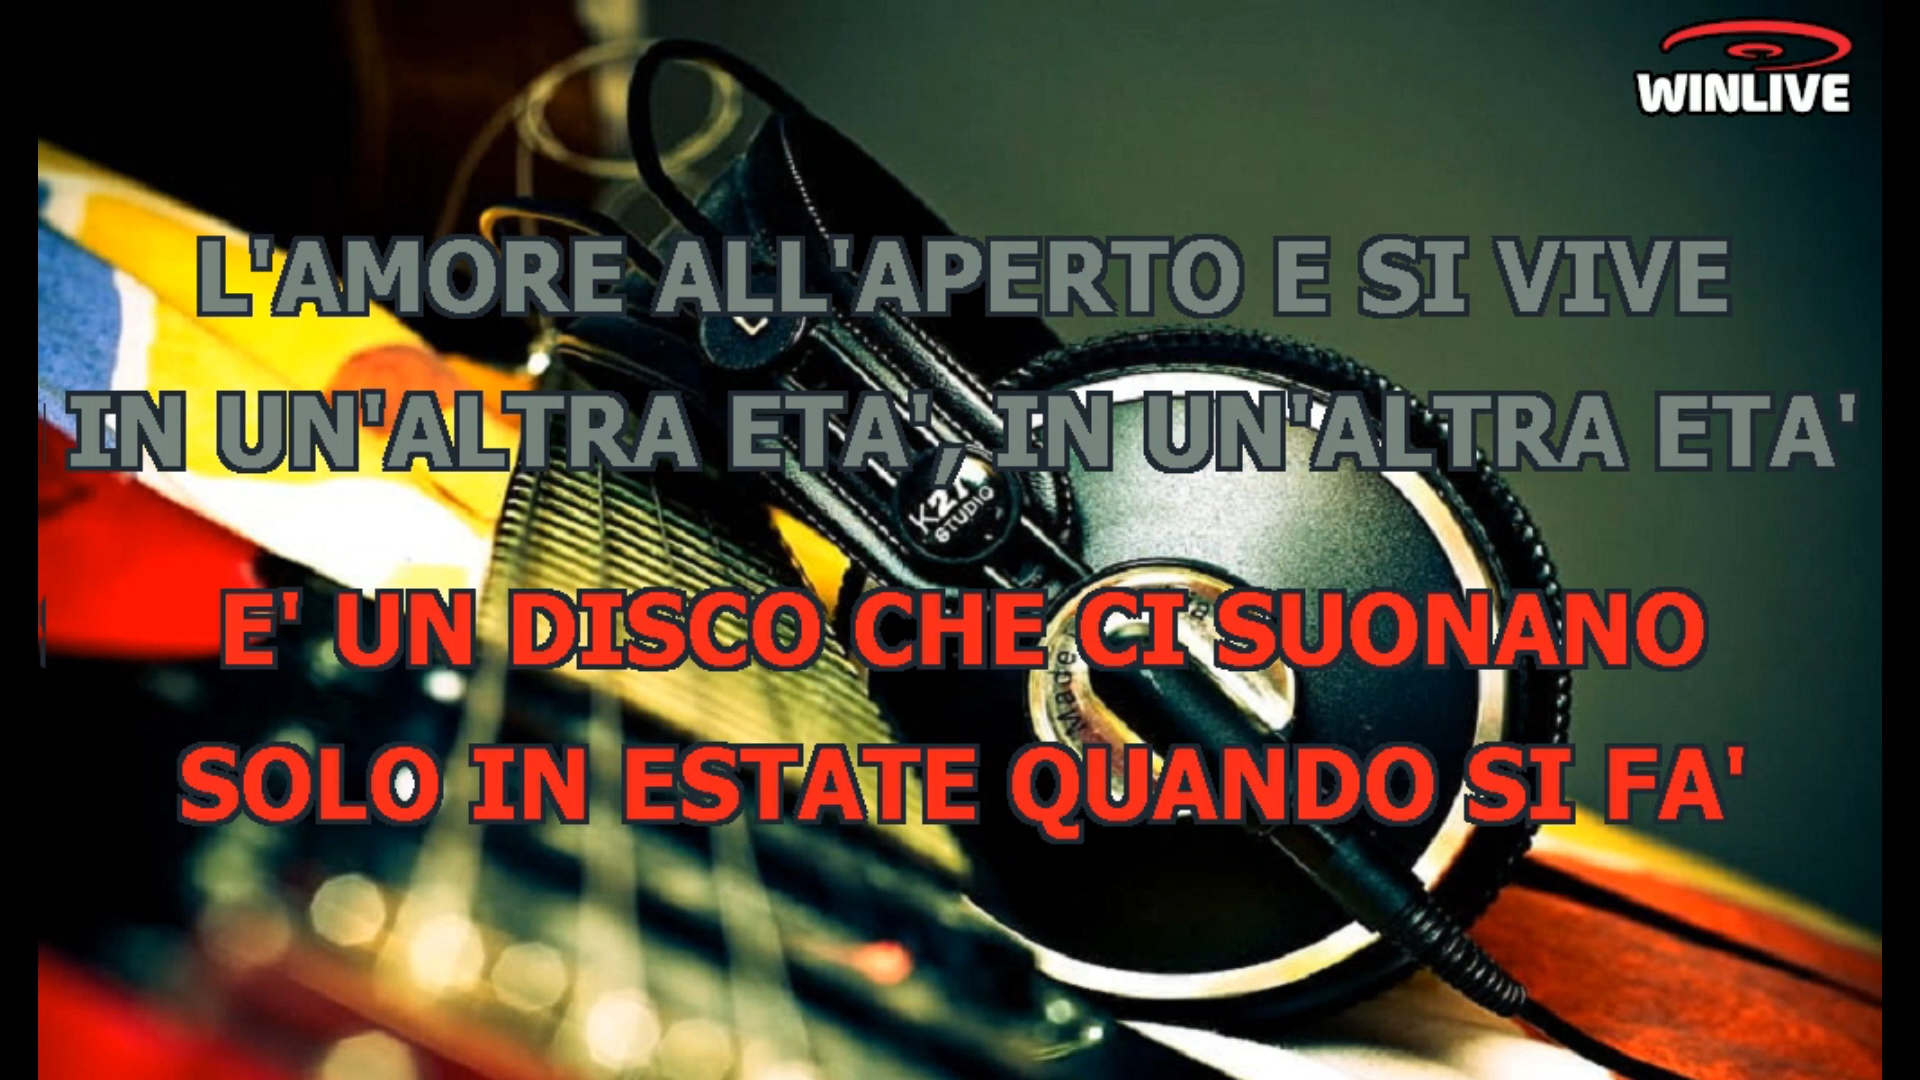 WINLIVE
L'AMORE ALL'APERTO E SI VIVE
IN UN'ALTRA ETA', IN UN'ALTRA ETA'
STUDIO
E' UN DISCO CHE CI SUONANO
Made
SOLO IN ESTATE QUANDO SI FA'